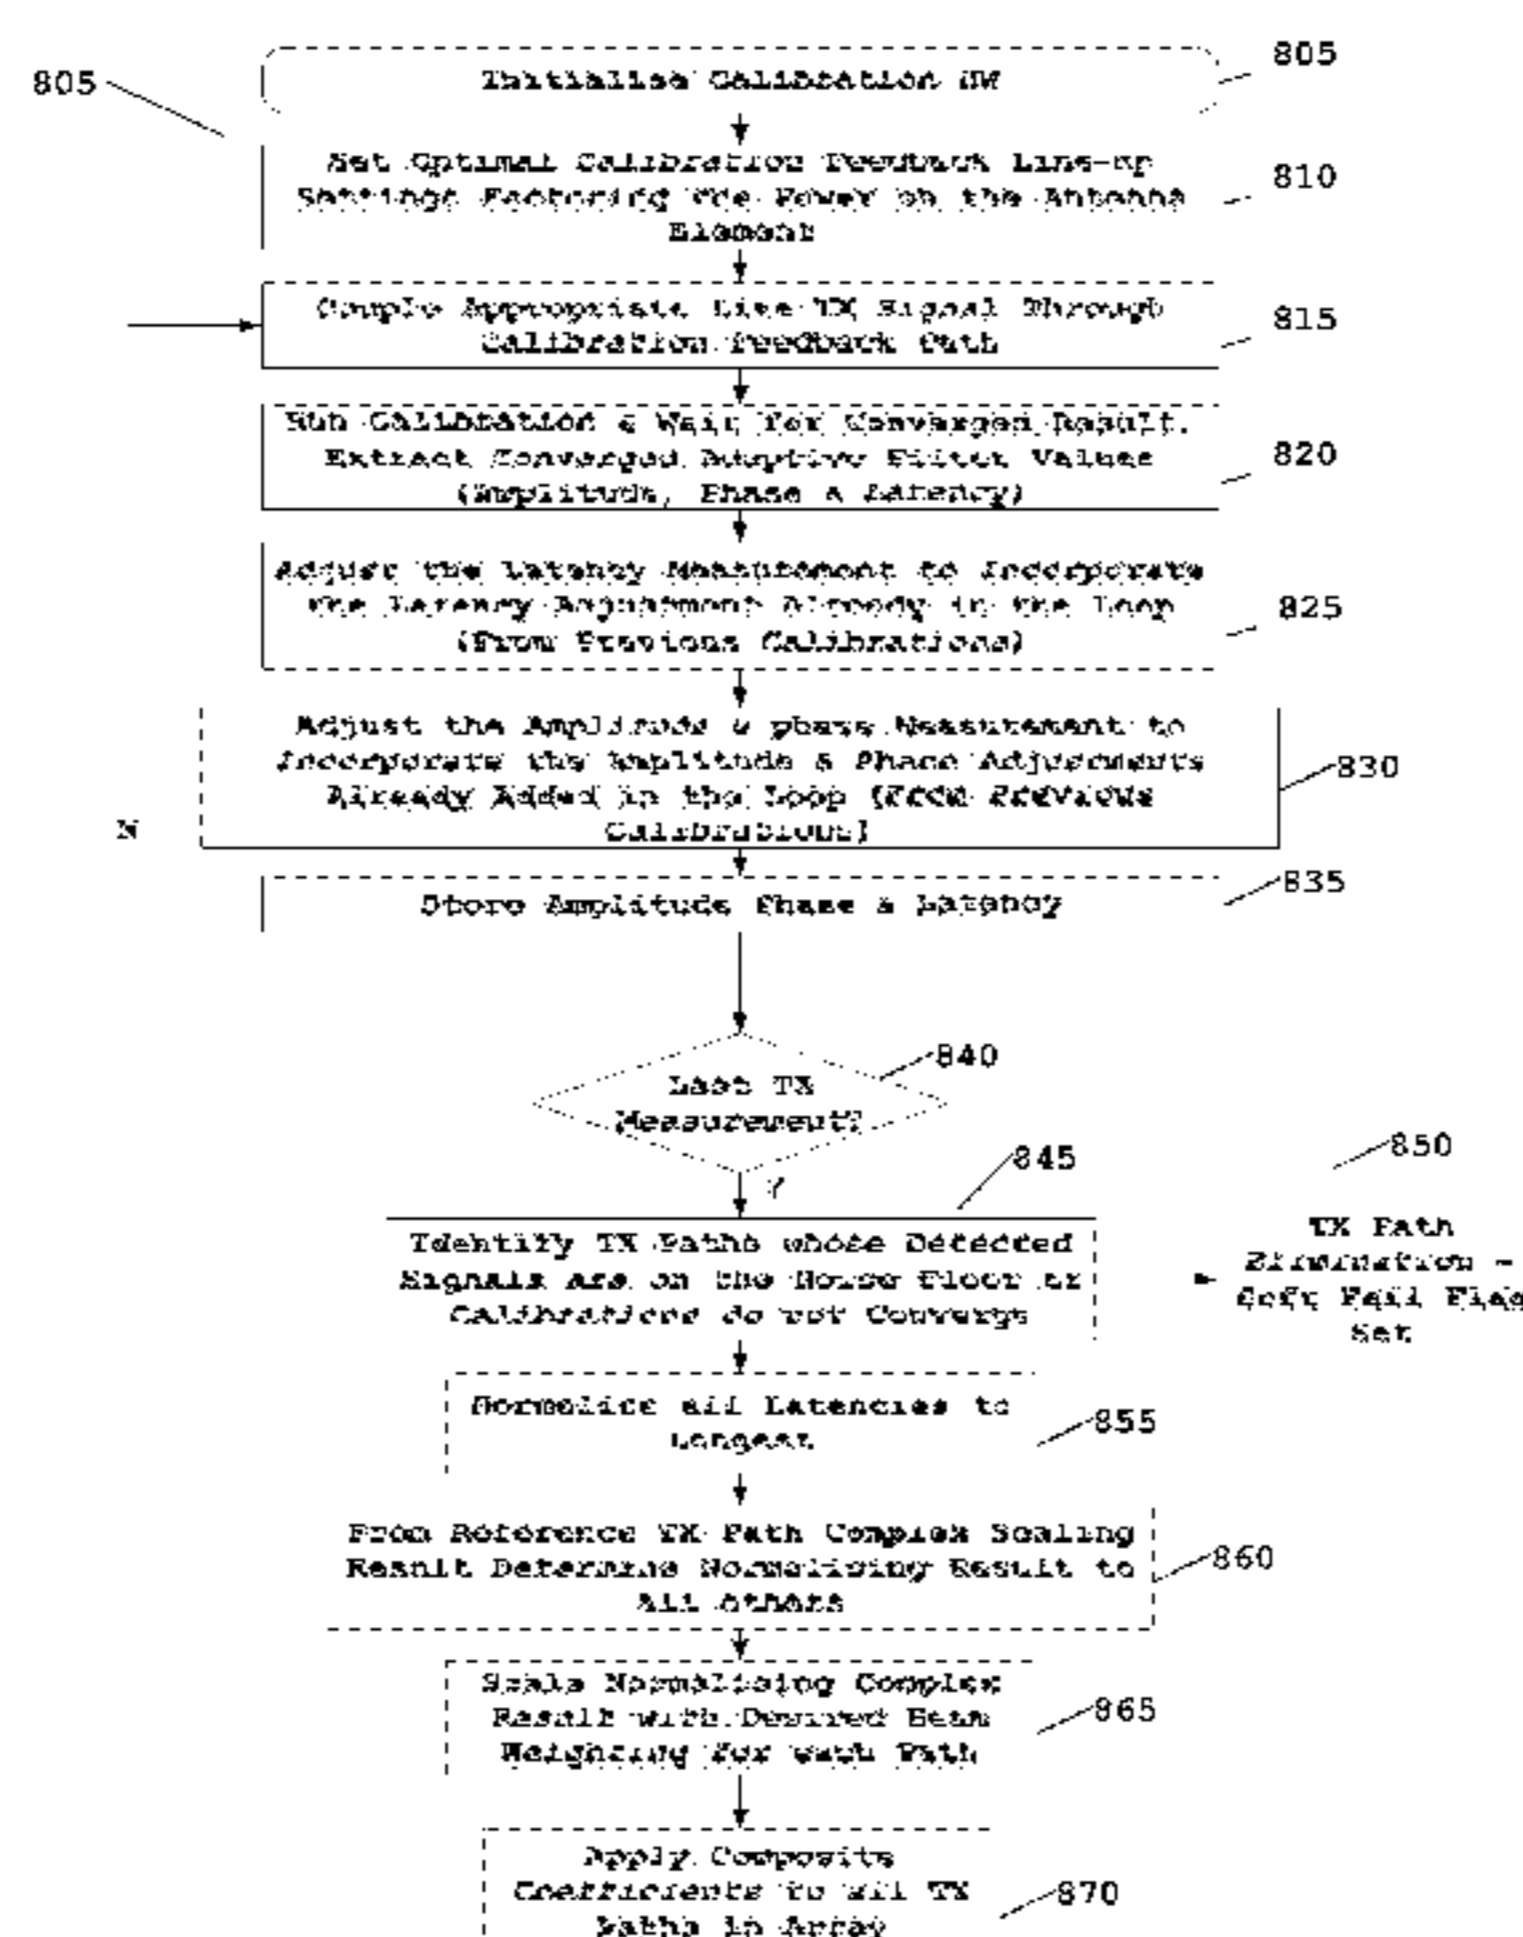 805
805
Initialise Calibration HW
Set Optimal Calibration Feedback Line-up
810
Settings Factoring the Power on the Antenna
Element
Couple Appropriate Live TX Signal Through
815
Calibration Feedback Path
Run Calibration & Wait for Converged Result.
820
Extract Converged Adaptive Filter Values
(Amplitude, Phase & Latency)
Adjust the Latency Measurement to Incorporate
the Latency Adjustment Already in the Loop
825
(From Previous Calibrations)
Adjust the Amplitude & phase Measurement to
Incorporate the Amplitude & Phase Adjustments
830
Already Added in the Loop (From Previous
Calibrations)
N
835
Store Amplitude Phase & Latency
840
Last TX
Measurement?
845
850
Y
Identify TX Paths whose Detected
Signals are on the Noise Floor or
Calibrations do not Converge
TX Path
Elimination -
Soft Fail Flag
Set
Normalise all Latencies to
Longest
855
From Reference TX Path Complex Scaling
Result Determine Normalising Result to
All others
860
Scale Normalising Complex
Result with Desired Beam
Weighting for each Path
865
Apply Composite
Coefficients to all TX
Paths in Array
870